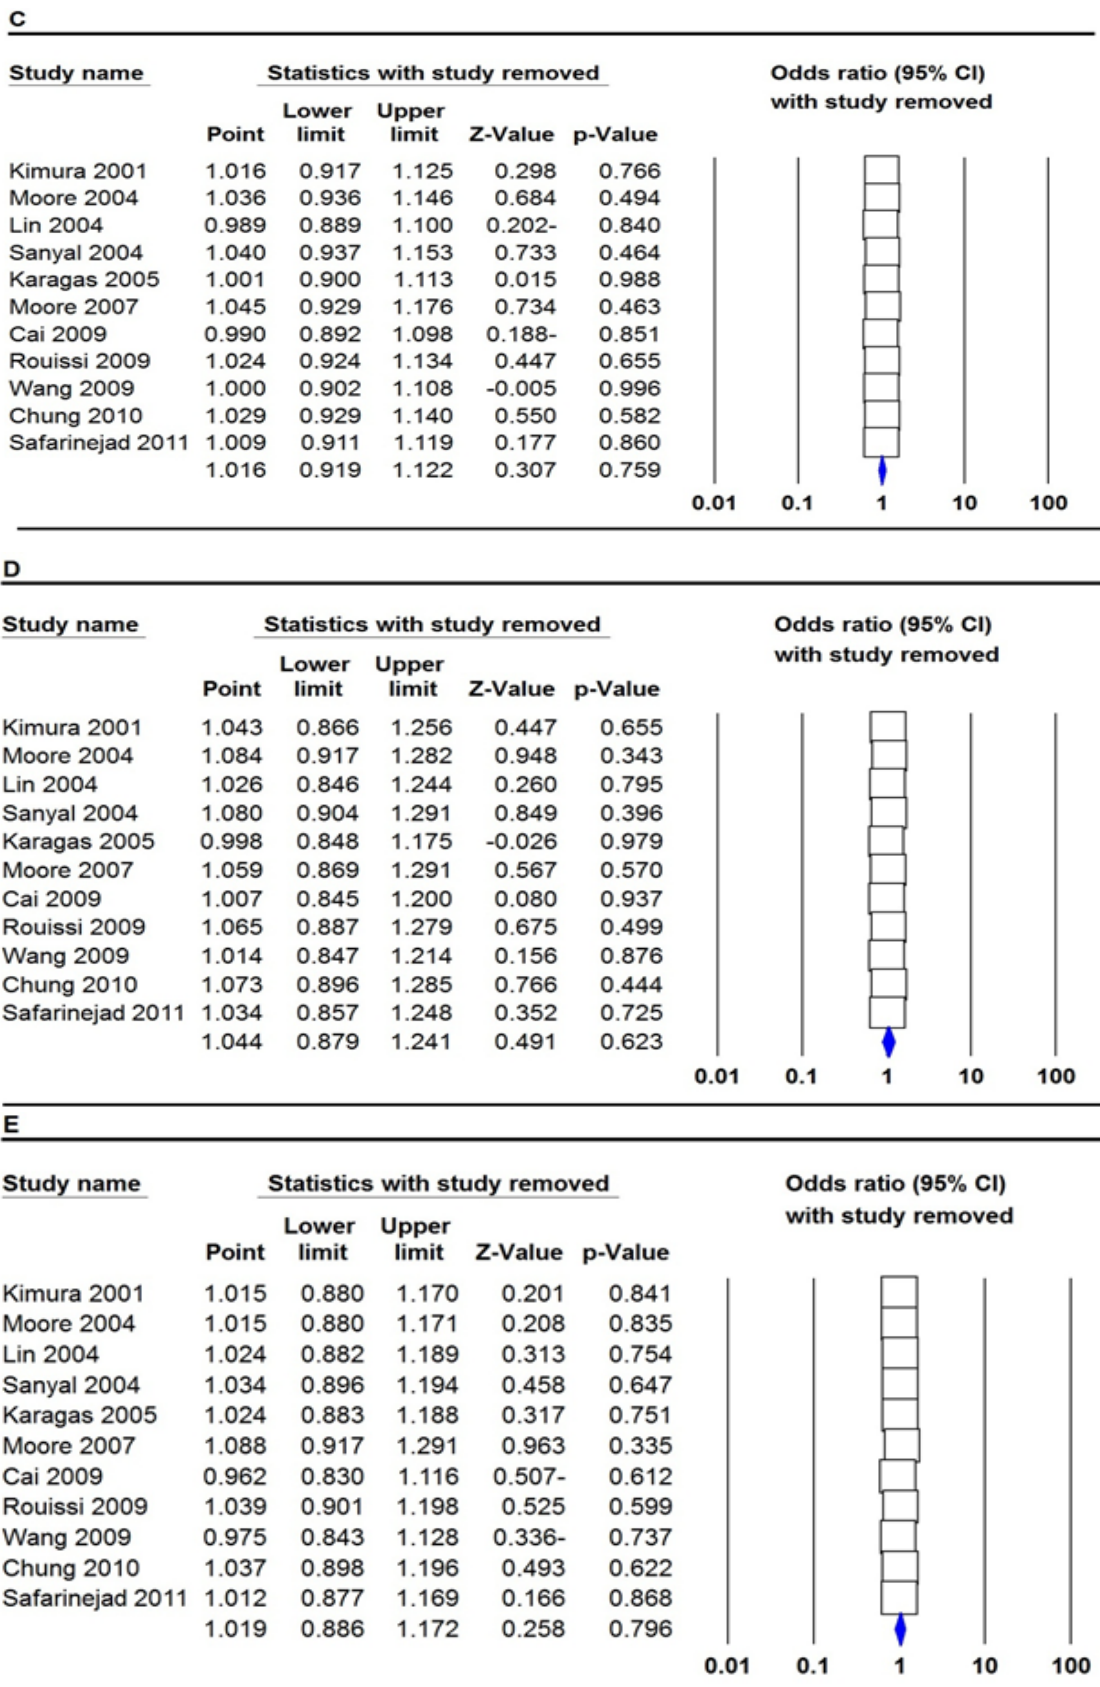 C
Study name Statistics with study removed Odds ratio (95% CI)
with study removed
Lower Upper
Point limit limit Z-Value p-Value
Kimura 2001 1.016 0.917 1.125 0.298 0.766
Moore 2004 1.036 0.936 1.146 0.684 0.494
Lin 2004 0.989 0.889 1.100 0.202- 0.840
Sanyal 2004 1.040 0.937 1.153 0.733 0.464
Karagas 2005 1.001 0.900 1.113 0.015 0.988
Moore 2007 1.045 0.929 1.176 0.734 0.463
Cai 2009 0.990 0.892 1.098 0.188- 0.851
Rouissi 2009 1.024 0.924 1.134 0.447 0.655
Wang 2009 1.000 0.902 1.108 -0.005 0.996
Chung 2010 1.029 0.929 1.140 0.550 0.582
Safarinejad 2011 1.009 0.911 1.119 0.177 0.860
1.016 0.919 1.122 0.307 0.759
0.01 0.1 1 10 100
D
Study name Statistics with study removed Odds ratio (95% CI)
with study removed
Lower Upper
Point limit limit Z-Value p-Value
Kimura 2001 1.043 0.866 1.256 0.447 0.655
Moore 2004 1.084 0.917 1.282 0.948 0.343
Lin 2004 1.026 0.846 1.244 0.260 0.795
Sanyal 2004 1.080 0.904 1.291 0.849 0.396
Karagas 2005 0.998 0.848 1.175 -0.026 0.979
Moore 2007 1.059 0.869 1.291 0.567 0.570
Cai 2009 1.007 0.845 1.200 0.080 0.937
Rouissi 2009 1.065 0.887 1.279 0.675 0.499
Wang 2009 1.014 0.847 1.214 0.156 0.876
Chung 2010 1.073 0.896 1.285 0.766 0.444
Safarinejad 2011 1.034 0.857 1.248 0.352 0.725
1.044 0.879 1.241 0.491 0.623
0.01 0.1 1 10 100
E
Study name Statistics with study removed Odds ratio (95% CI)
with study removed
Lower Upper
Point limit limit Z-Value p-Value
Kimura 2001 1.015 0.880 1.170 0.201 0.841
Moore 2004 1.015 0.880 1.171 0.208 0.835
Lin 2004 1.024 0.882 1.189 0.313 0.754
Sanyal 2004 1.034 0.896 1.194 0.458 0.647
Karagas 2005 1.024 0.883 1.188 0.317 0.751
Moore 2007 1.088 0.917 1.291 0.963 0.335
Cai 2009 0.962 0.830 1.116 0.507- 0.612
Rouissi 2009 1.039 0.901 1.198 0.525 0.599
Wang 2009 0.975 0.843 1.128 0.336- 0.737
Chung 2010 1.037 0.898 1.196 0.493 0.622
Safarinejad 2011 1.012 0.877 1.169 0.166 0.868
1.019 0.886 1.172 0.258 0.796
0.01 0.1 1 10 100